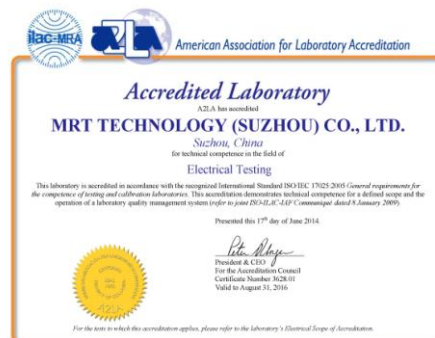 ilac-MRA
A2LA
American Association for Laboratory Accreditation
Accredited Laboratory
A2LA has accredited
MRT TECHNOLOGY (SUZHOU) CO., LTD.
Suzhou, China
for technical competence in the field of
Electrical Testing
This laboratory is accredited in accordance with the recognized International Standard ISO/IEC 17025:2005 General requirements for
the competence of testing and calibration laboratories. This accreditation demonstrates technical competence for a defined scope and the
operation of a laboratory quality management system (refer to joint ISO-ILAC-IAF Communiqué dated 8 January 2009).
Presented this 17th day of June 2014.
President & CEO
For the Accreditation Council
Certificate Number 3628.01
Valid to August 31, 2016
A2LA
For the tests to which this accreditation applies, please refer to the laboratory's Electrical Scope of Accreditation.